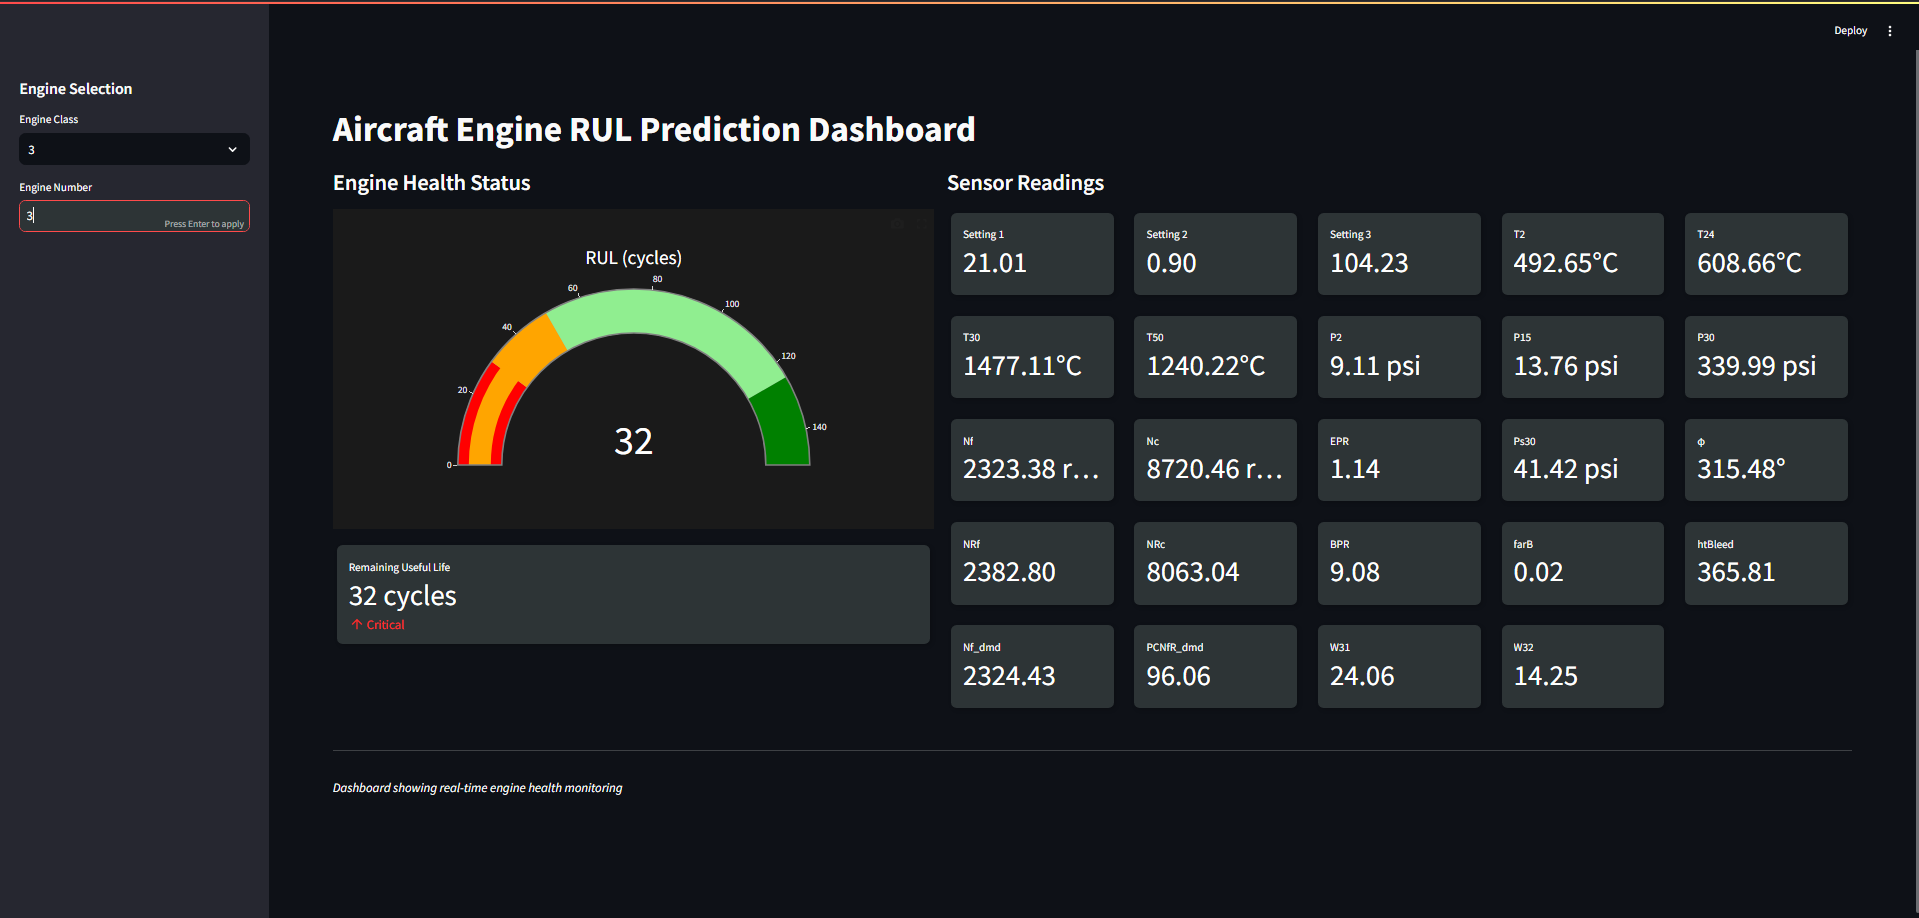 Deploy
Engine Selection
Engine Class
3
Engine Number
3
Press Enter to apply
Aircraft Engine RUL Prediction Dashboard
Engine Health Status
RUL (cycles)
0
20
40
60
80
100
120
140
32
Remaining Useful Life
32 cycles
↑ Critical
Sensor Readings
Setting 1
21.01
Setting 2
0.90
Setting 3
104.23
T2
492.65°C
T24
608.66°C
T30
1477.11°C
T50
1240.22°C
P2
9.11 psi
P15
13.76 psi
P30
339.99 psi
Nf
2323.38 r…
Nc
8720.46 r…
EPR
1.14
Ps30
41.42 psi
ϕ
315.48°
NRf
2382.80
NRc
8063.04
BPR
9.08
farB
0.02
htBleed
365.81
Nf_dmd
2324.43
PCNfR_dmd
96.06
W31
24.06
W32
14.25
Dashboard showing real-time engine health monitoring